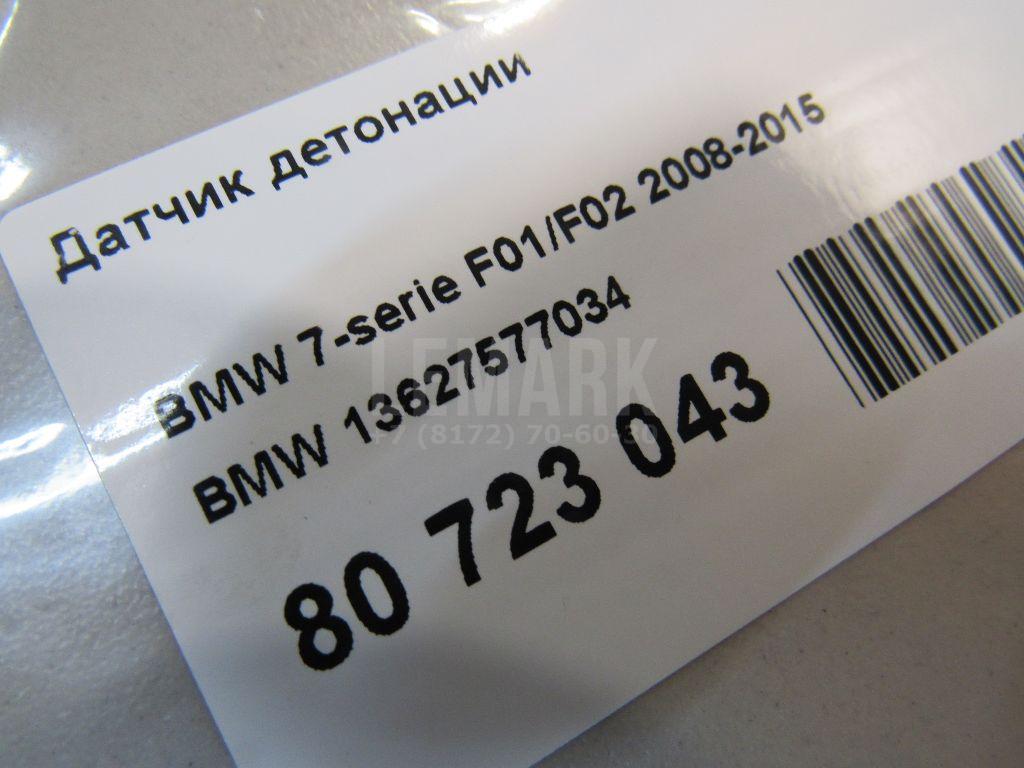 Датчик детонации
BMW 7-serie F01/F02 2008-2015
BMW 13627577034
LEMARK
+7 (8172) 70-60-30
80 723 043